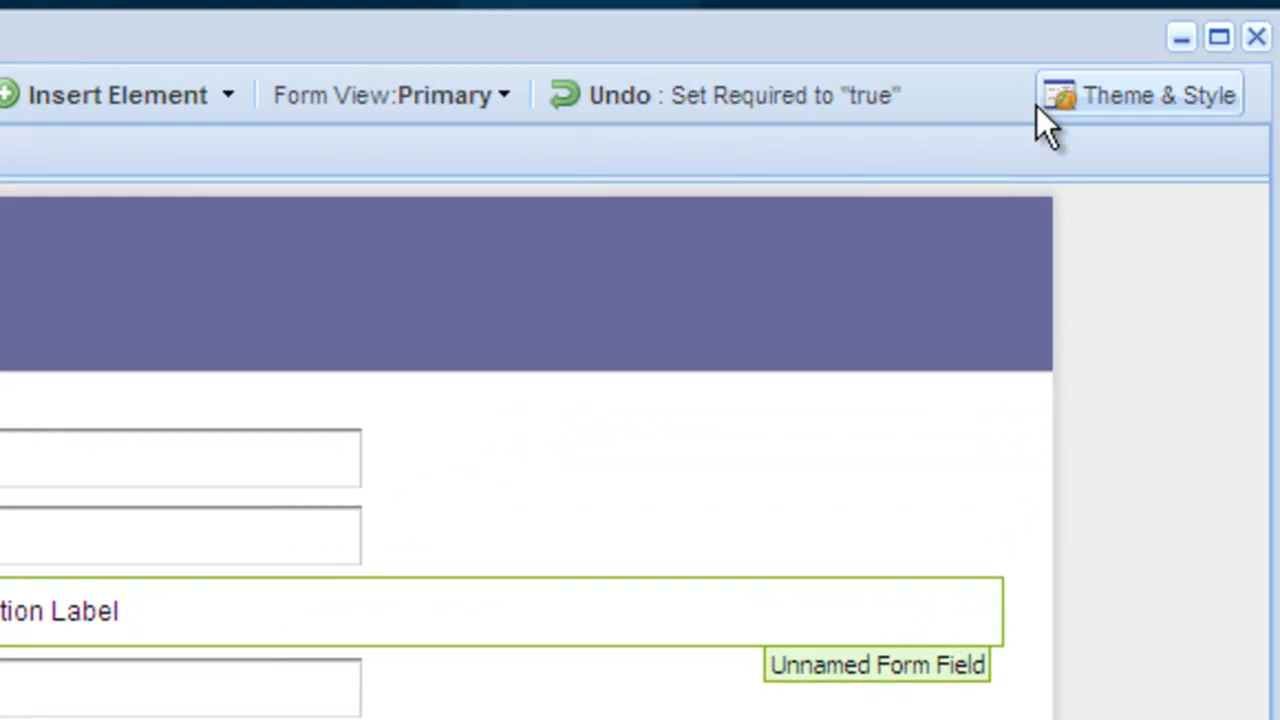 Insert Element Form View:Primary Undo : Set Required to "true" Theme & Style
tion Label
Unnamed Form Field